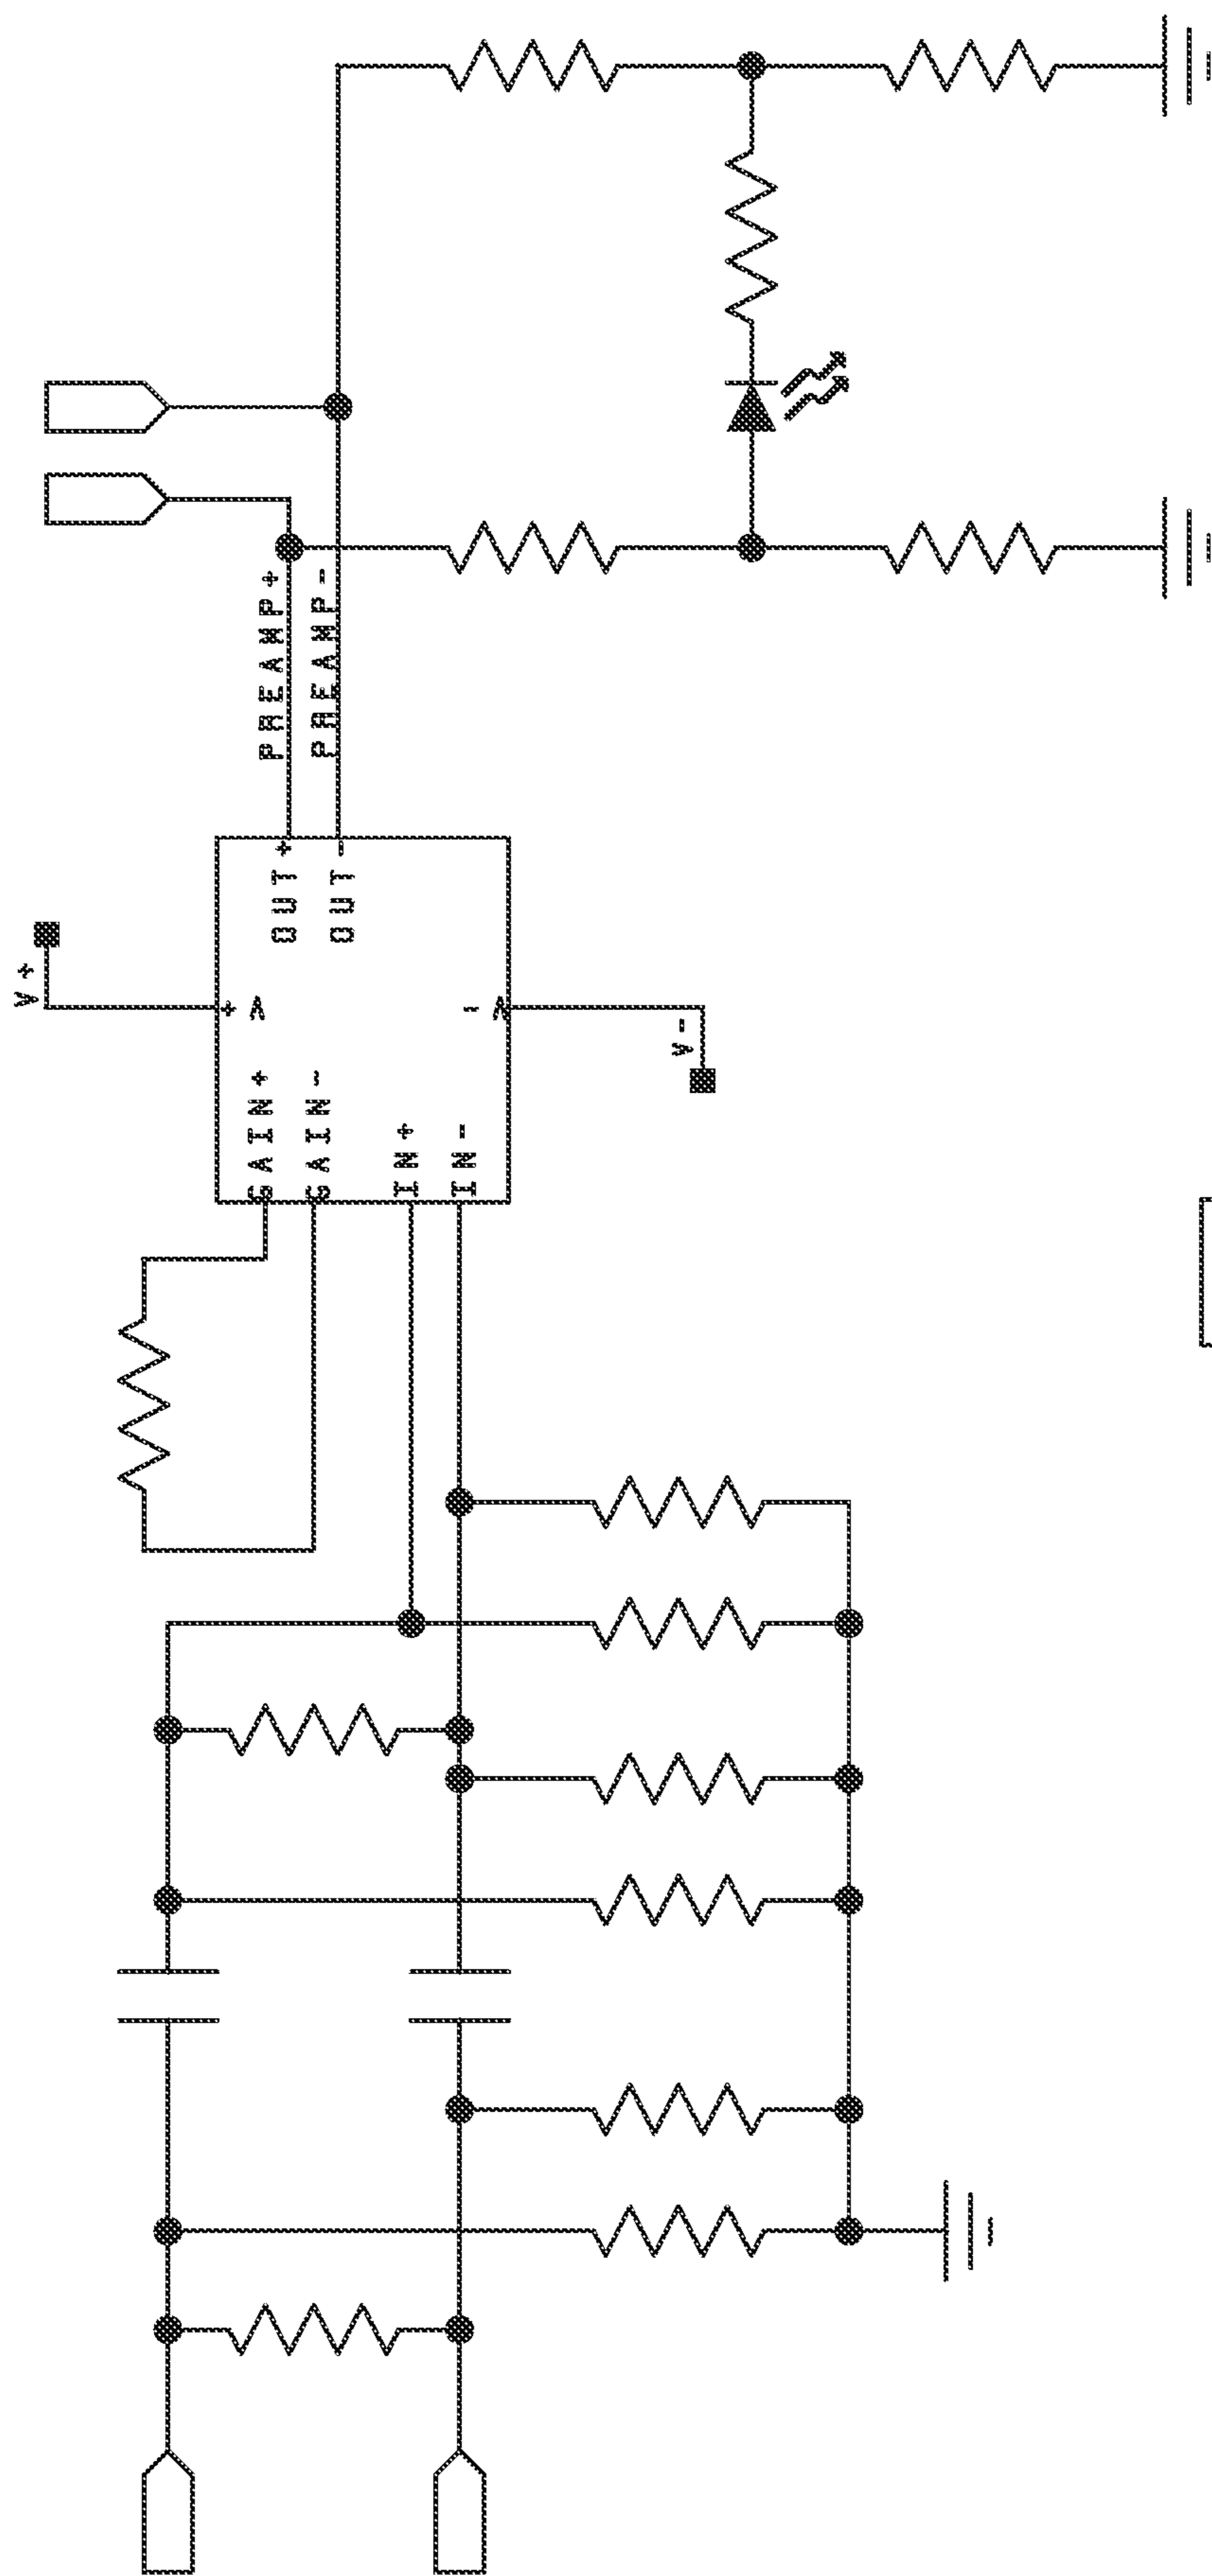 PREAMP+
PREAMP-
OUT+
OUT-
V+
+V
-V
V-
GAIN+
GAIN-
IN+
IN-